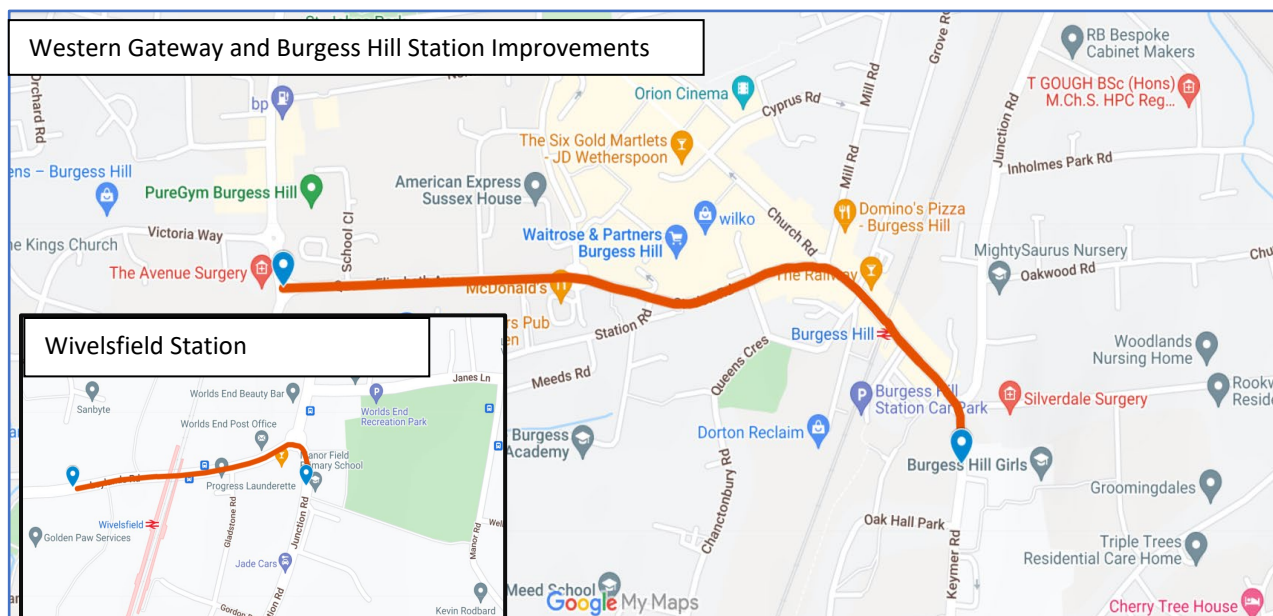 Western Gateway and Burgess Hill Station Improvements
Orchard Rd
bp
Orion Cinema
Cyprus Rd
Mill Rd
Grove Rd
RB Bespoke
Cabinet Makers
T GOUGH BSc (Hons)
M.Ch.S. HPC Reg...
Junction Rd
Inholmes Park Rd
The Six Gold Martlets
- JD Wetherspoon
ens – Burgess Hill
PureGym Burgess Hill
American Express
Sussex House
School Cl
Victoria Way
he Kings Church
The Avenue Surgery
Waitrose & Partners
Burgess Hill
wilko
Church Rd
Mill Rd
Domino's Pizza
- Burgess Hill
MightySaurus Nursery
Oakwood Rd
Chu
McDonald's
The Railway
Station Rd
Burgess Hill
Meeds Rd
Queens Cres
Woodlands
Nursing Home
Rookw
Reside
Burgess Hill
Station Car Park
Silverdale Surgery
Dorton Reclaim
Burgess
Academy
Burgess Hill Girls
Groomingdales
Chanctonbury Rd
Oak Hall Park
Keymer Rd
Triple Trees
Residential Care Home
Meed School
Cherry Tree House
Google My Maps
Wivelsfield Station
Sanbyte
Worlds End Beauty Bar
Janes Ln
Worlds End
Recreation Park
Worlds End Post Office
Manor Field
Primary School
Progress Launderette
Wivelsfield
Golden Paw Services
Gladstone Rd
Junction Rd
Manor Rd
Jade Cars
Kevin Rodbard